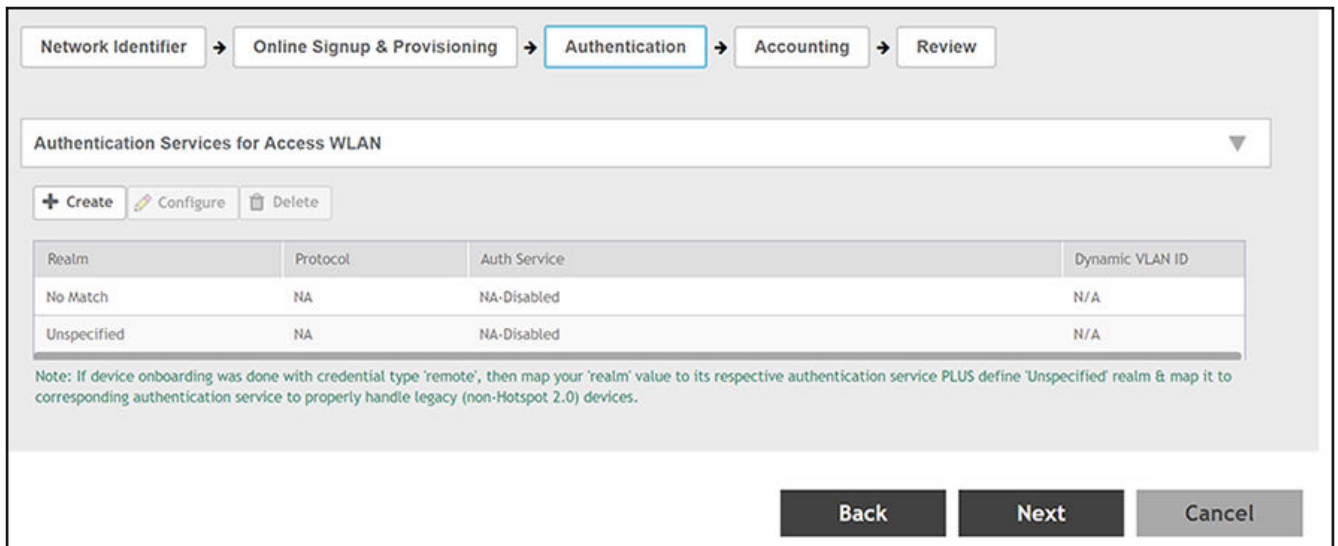 Network Identifier → Online Signup & Provisioning → Authentication → Accounting → Review
Authentication Services for Access WLAN
Create Configure Delete
Realm Protocol Auth Service Dynamic VLAN ID
No Match NA NA-Disabled N/A
Unspecified NA NA-Disabled N/A
Note: If device onboarding was done with credential type 'remote', then map your 'realm' value to its respective authentication service PLUS define 'Unspecified' realm & map it to
corresponding authentication service to properly handle legacy (non-Hotspot 2.0) devices.
Back Next Cancel